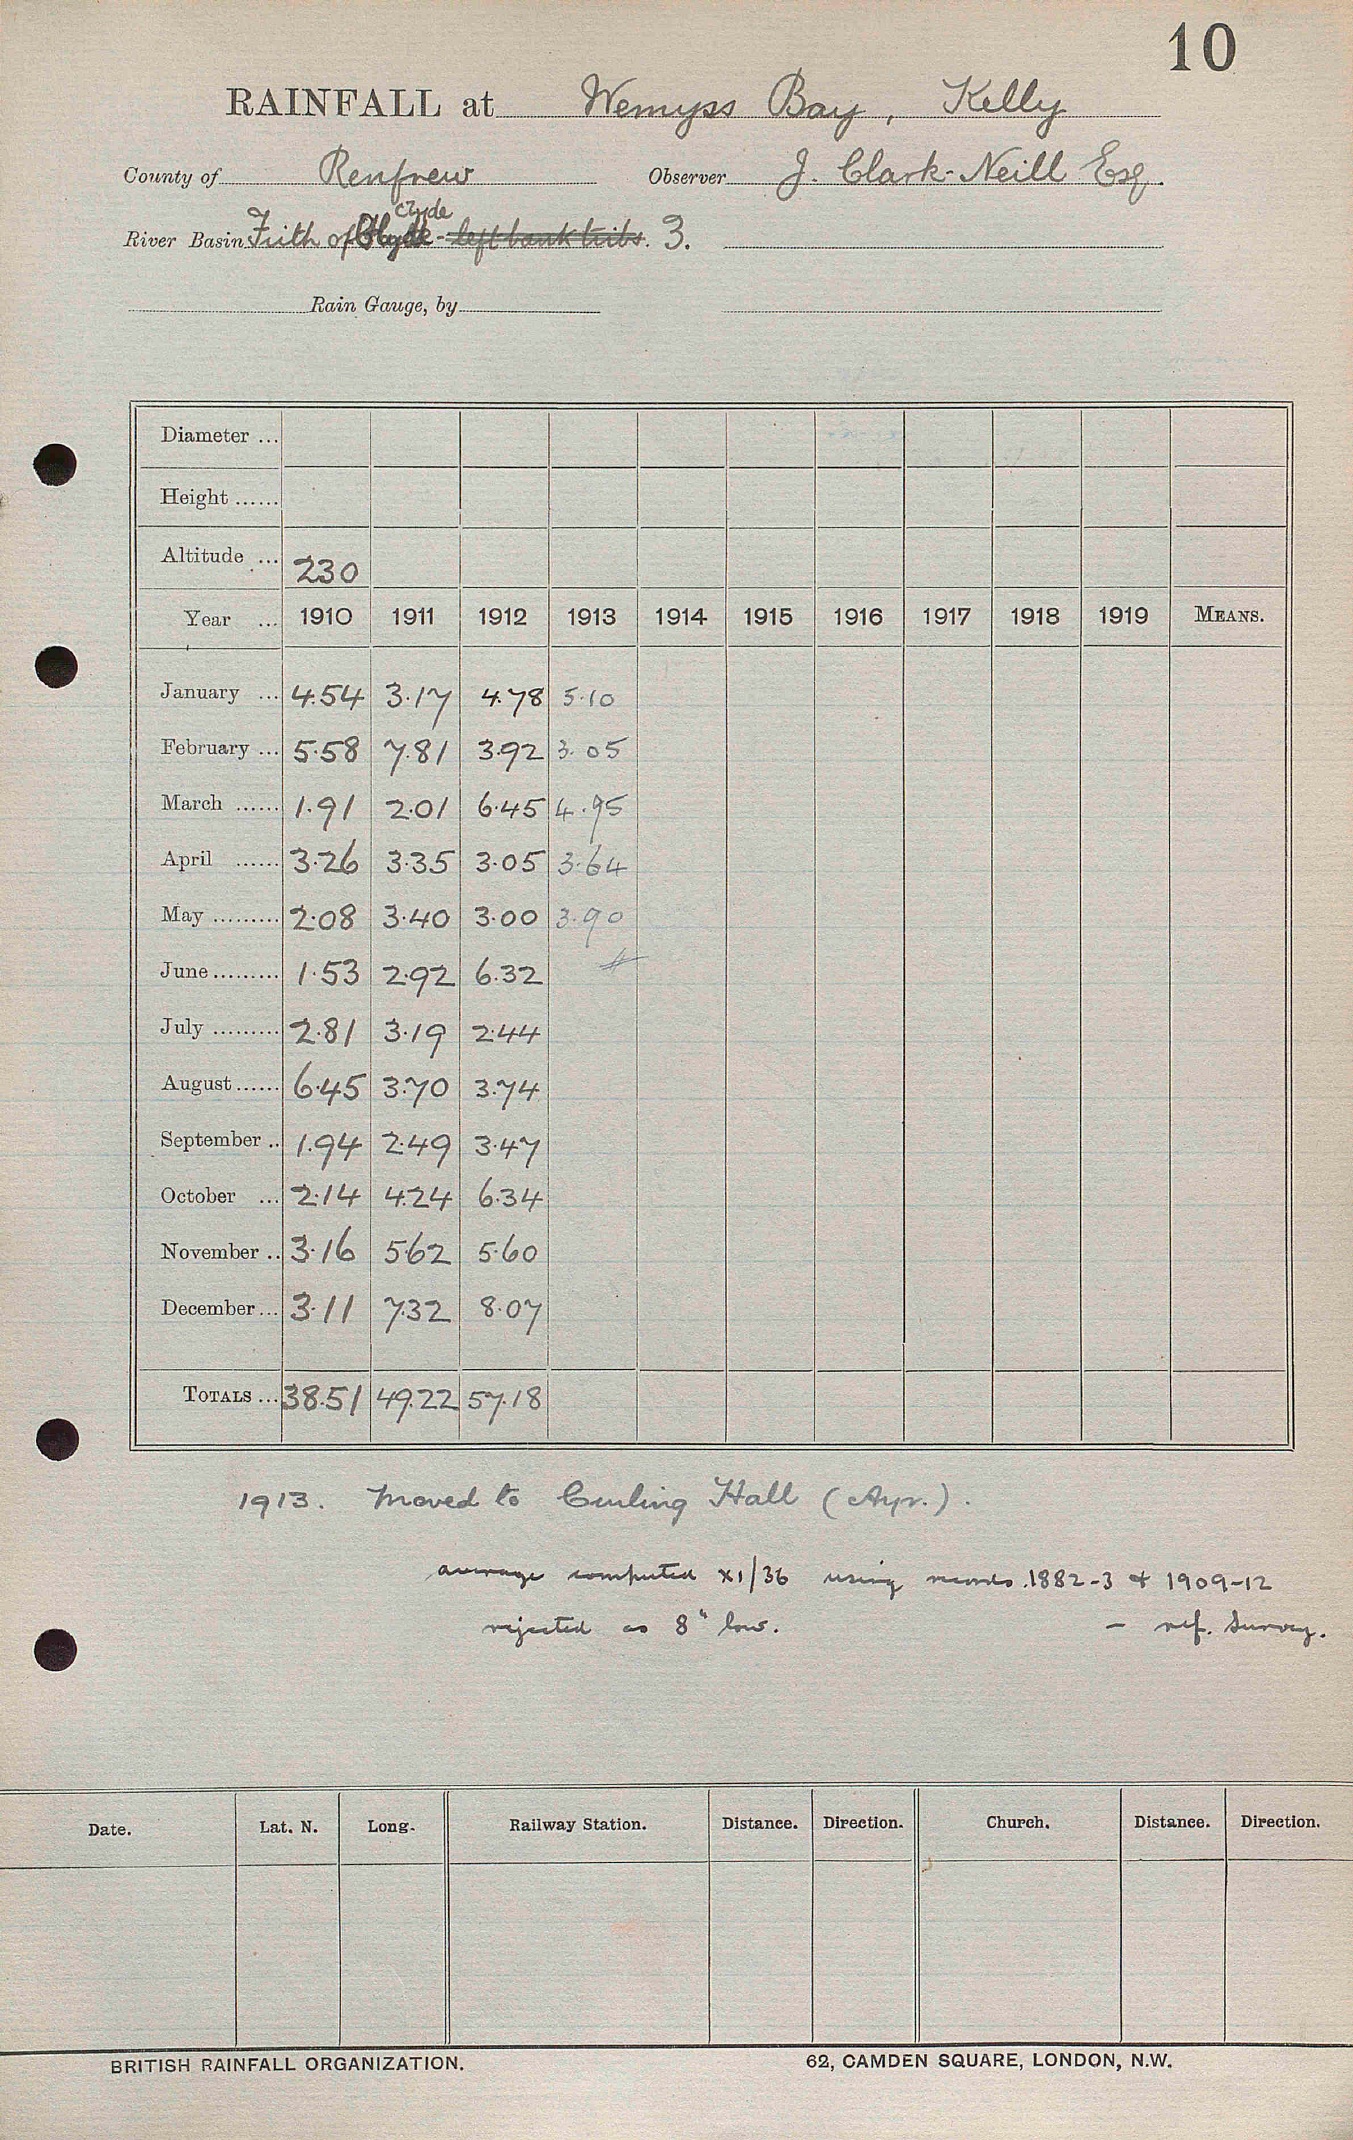 10
RAINFALL at Wemyss Bay, Kelly
County of Renfrew Observer J. Clark-Neill Esq.
Clyde
River Basin Frith of Clyde - left bank tribs. 3.
Rain Gauge, by
Diameter ...
Height ......
Altitude ... 230
Year ... 1910 1911 1912 1913 1914 1915 1916 1917 1918 1919 MEANS.
January ... 4.54 3.17 4.78 5.10
February ... 5.58 7.81 3.92 3.05
March ...... 1.91 2.01 6.45 4.95
April ...... 3.26 3.35 3.05 3.64
May ......... 2.08 3.40 3.00 3.90
June ......... 1.53 2.92 6.32
July ......... 2.81 3.19 2.44
August ...... 6.45 3.70 3.74
September .. 1.94 2.49 3.47
October ... 2.14 4.24 6.34
November .. 3.16 5.62 5.60
December ... 3.11 7.32 8.07
TOTALS ... 38.51 49.22 57.18
1913. Moved to Curling Hall (Ayr.).
average computed x1/36 using records 1882-3 & 1909-12
rejected as 8" low. - ref. Survey.
Date. Lat. N. Long. Railway Station. Distance. Direction. Church. Distance. Direction.
BRITISH RAINFALL ORGANIZATION. 62, CAMDEN SQUARE, LONDON, N.W.